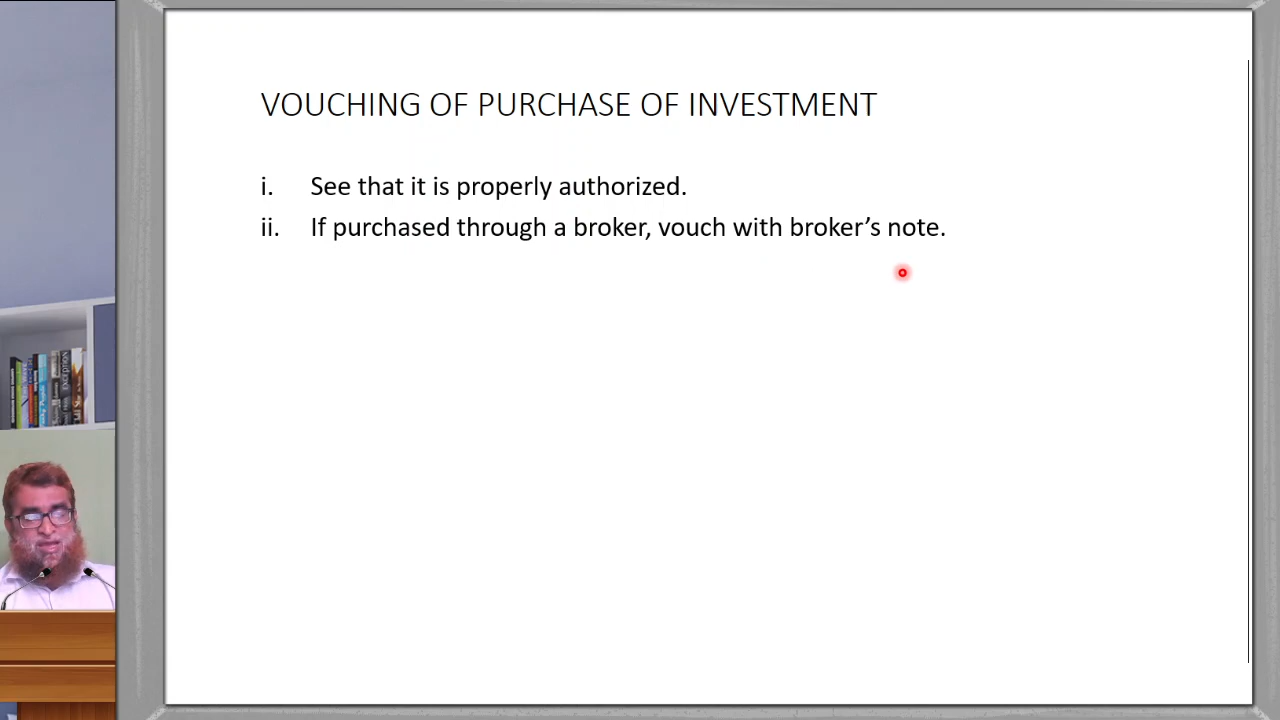 VOUCHING OF PURCHASE OF INVESTMENT
i. See that it is properly authorized.
ii. If purchased through a broker, vouch with broker’s note.